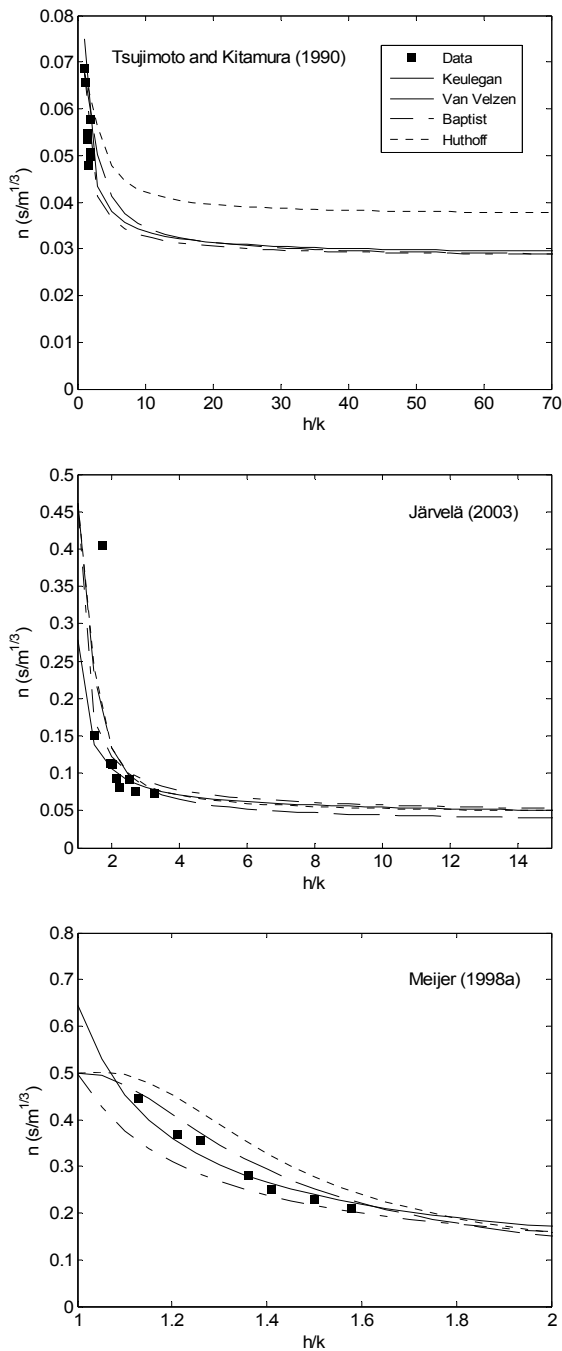 Tsujimoto and Kitamura (1990)
Data
Keulegan
Van Velzen
Baptist
Huthoff
n (s/m^1/3)
0.08
0.07
0.06
0.05
0.04
0.03
0.02
0.01
0
0 10 20 30 40 50 60 70
h/k
Järvelä (2003)
n (s/m^1/3)
0.5
0.45
0.4
0.35
0.3
0.25
0.2
0.15
0.1
0.05
0
2 4 6 8 10 12 14
h/k
Meijer (1998a)
n (s/m^1/3)
0.8
0.7
0.6
0.5
0.4
0.3
0.2
0.1
0
1 1.2 1.4 1.6 1.8 2
h/k